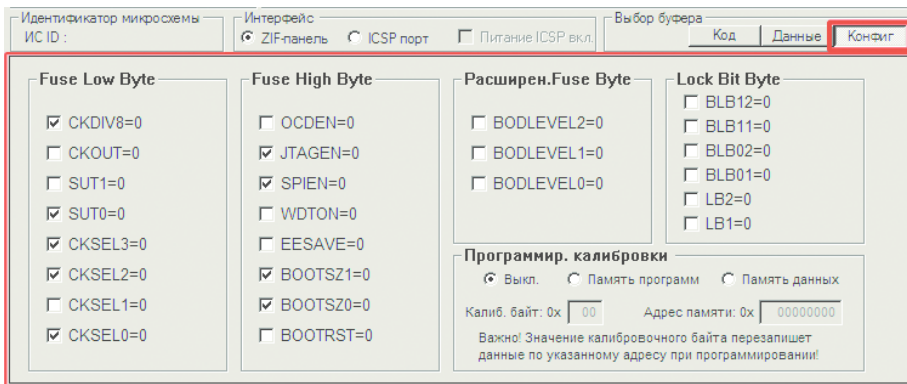 Идентификатор микросхемы
ИС ID :
Интерфейс
ZIF-панель ICSP порт Питание ICSP вкл.
Выбор буфера
Код Данные Конфиг
Fuse Low Byte
CKDIV8=0
CKOUT=0
SUT1=0
SUT0=0
CKSEL3=0
CKSEL2=0
CKSEL1=0
CKSEL0=0
Fuse High Byte
OCDEN=0
JTAGEN=0
SPIEN=0
WDTON=0
EESAVE=0
BOOTSZ1=0
BOOTSZ0=0
BOOTRST=0
Расширен.Fuse Byte
BODLEVEL2=0
BODLEVEL1=0
BODLEVEL0=0
Lock Bit Byte
BLB12=0
BLB11=0
BLB02=0
BLB01=0
LB2=0
LB1=0
Программир. калибровки
Выкл. Память программ Память данных
Калиб. байт: 0x 00 Адрес памяти: 0x 00000000
Важно! Значение калибровочного байта перезапишет
данные по указанному адресу при программировании!